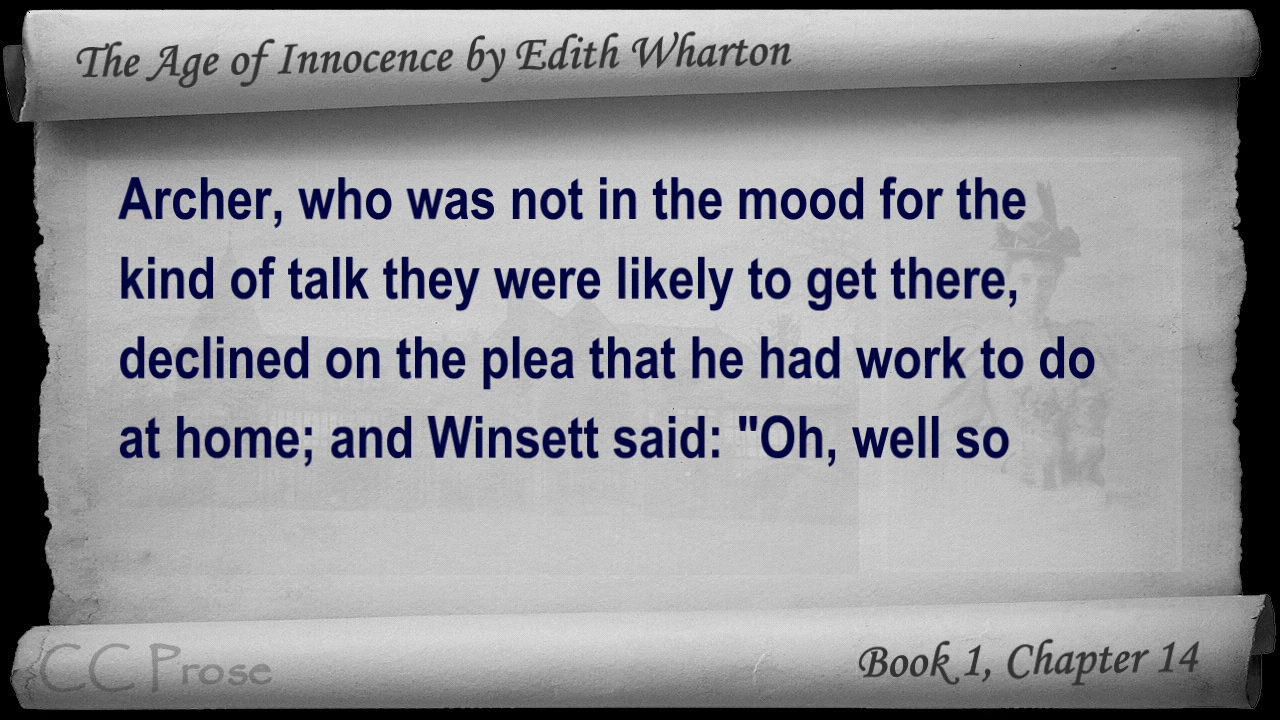 The Age of Innocence by Edith Wharton
Archer, who was not in the mood for the
kind of talk they were likely to get there,
declined on the plea that he had work to do
at home; and Winsett said: "Oh, well so
CC Prose
Book 1, Chapter 14